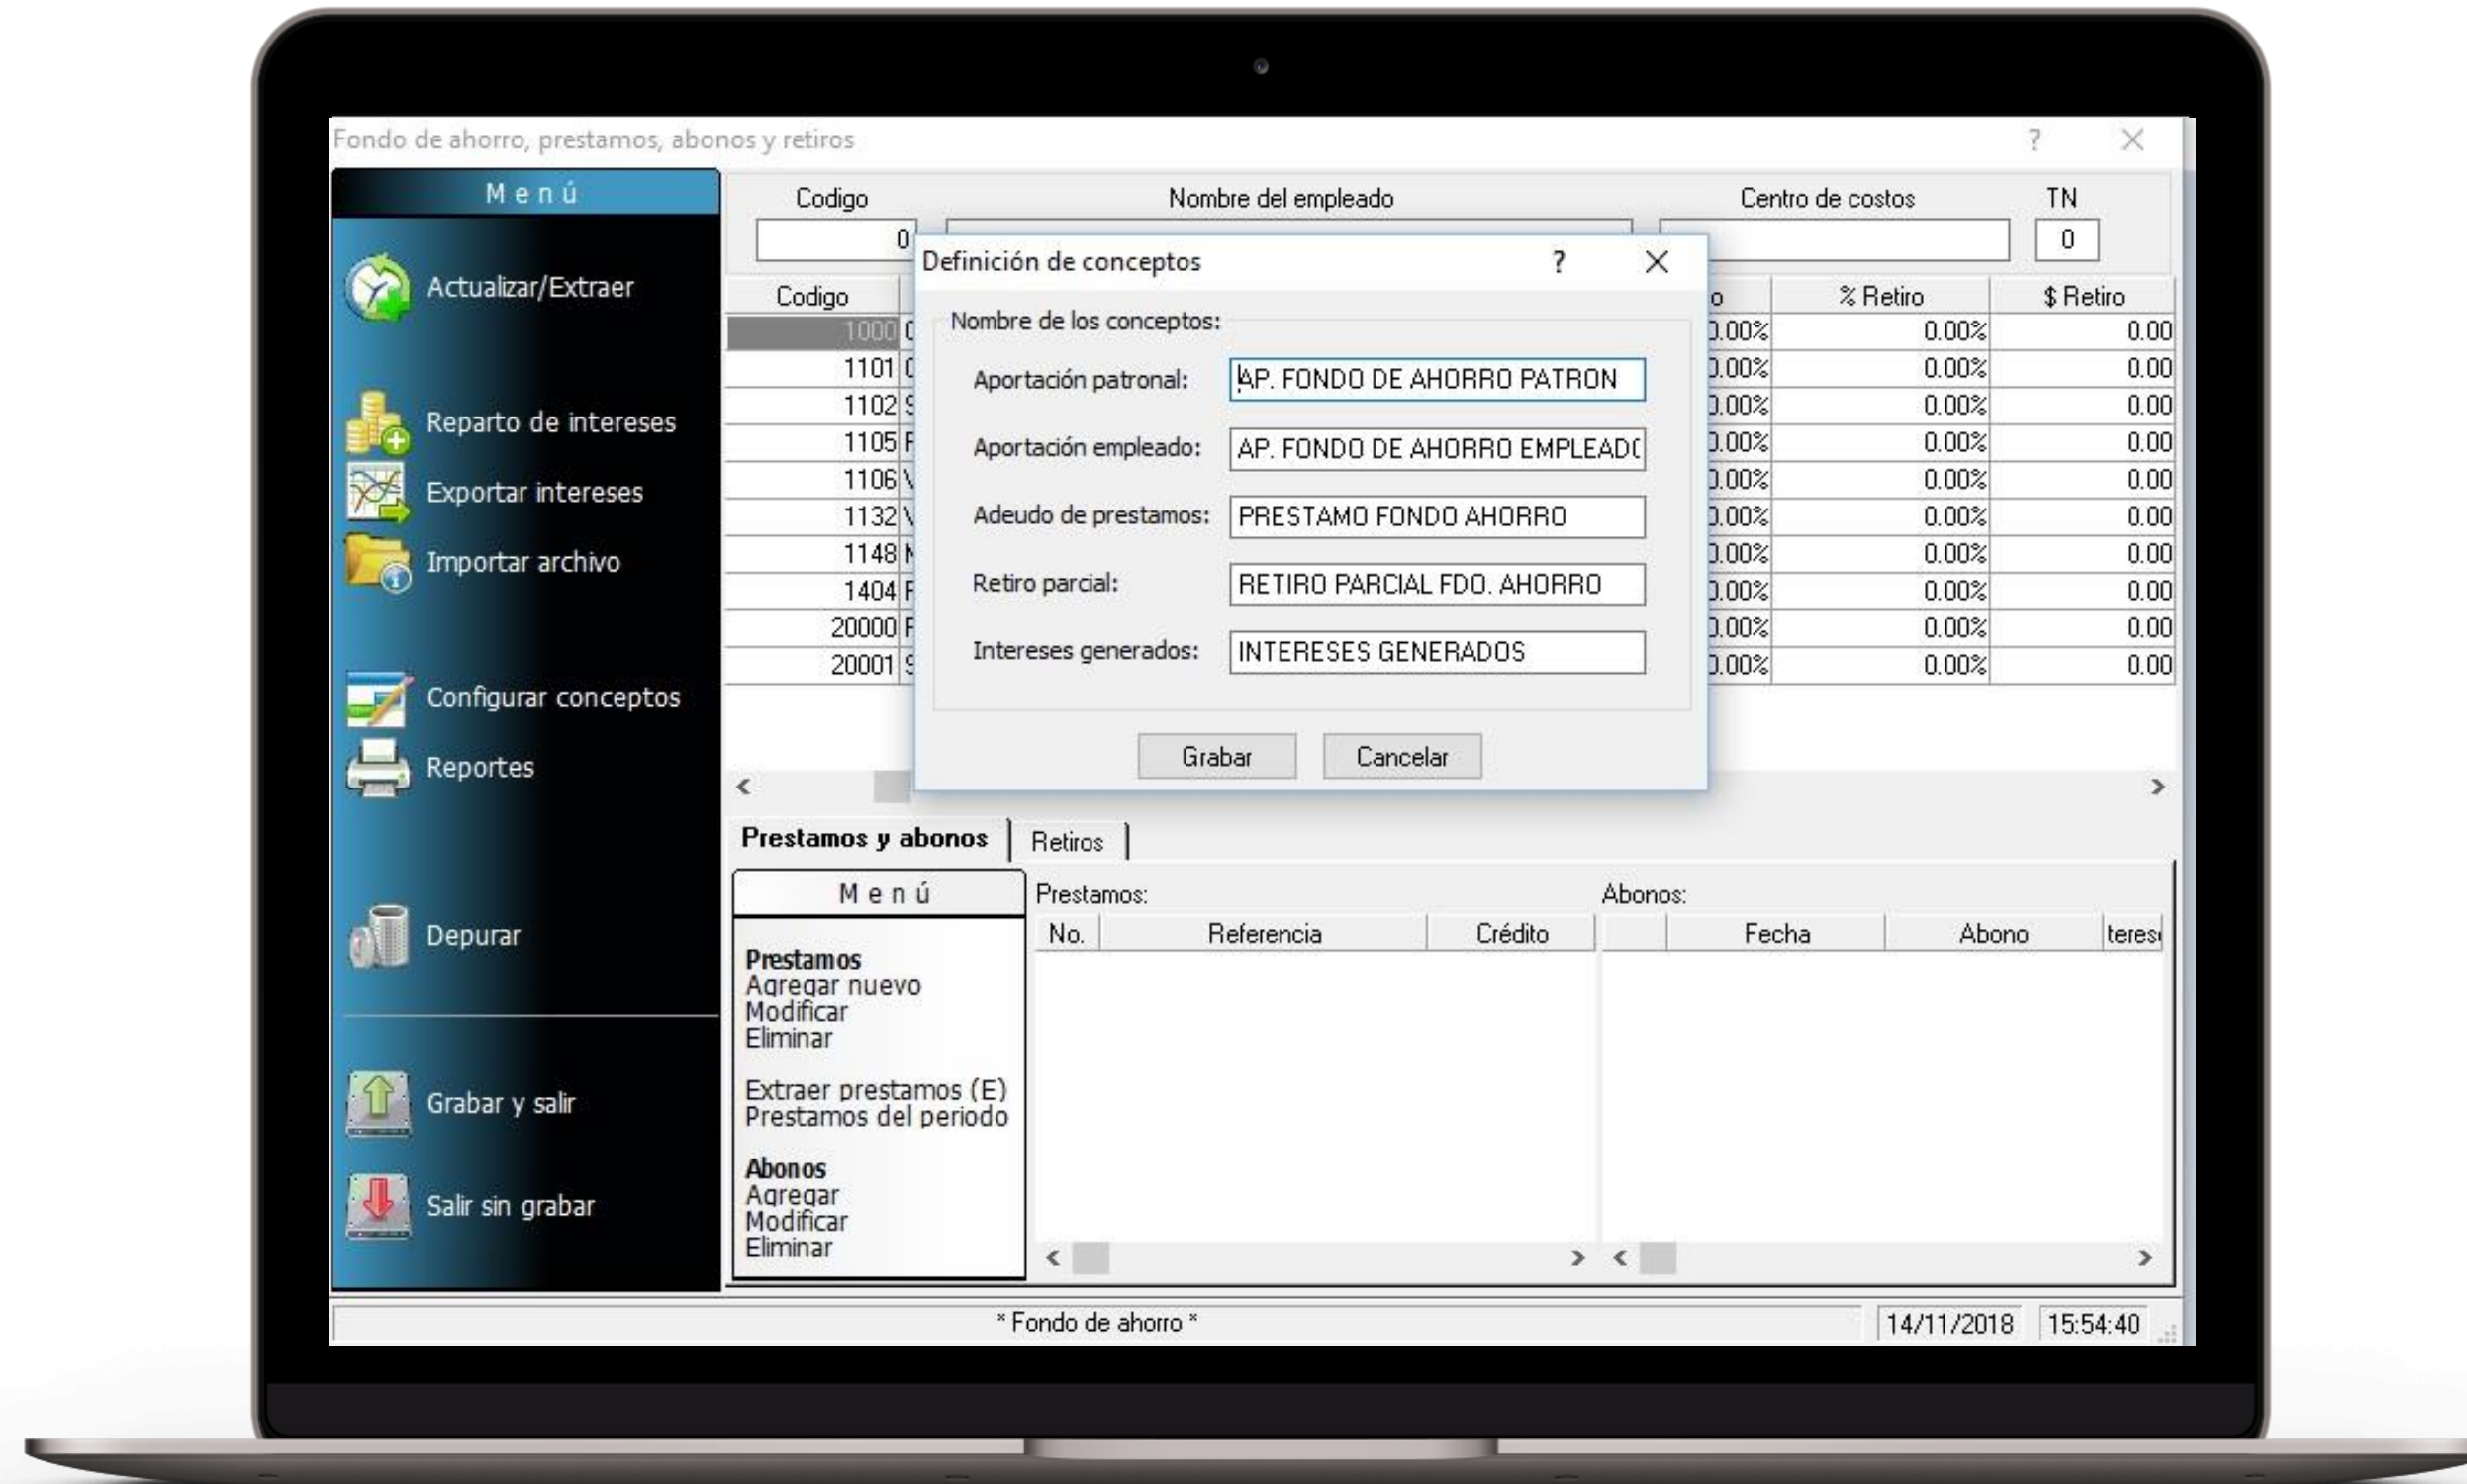 Fondo de ahorro, prestamos, abonos y retiros
? X
Menú
Actualizar/Extraer
Reparto de intereses
Exportar intereses
Importar archivo
Configurar conceptos
Reportes
Depurar
Grabar y salir
Salir sin grabar
Codigo Nombre del empleado Centro de costos TN
0 0
Codigo % Retiro $ Retiro
1000 0.00% 0.00
1101 0.00% 0.00
1102 0.00% 0.00
1105 0.00% 0.00
1106 0.00% 0.00
1132 0.00% 0.00
1148 0.00% 0.00
1404 0.00% 0.00
20000 0.00% 0.00
20001 0.00% 0.00
Definición de conceptos ? X
Nombre de los conceptos:
Aportación patronal: AP. FONDO DE AHORRO PATRON
Aportación empleado: AP. FONDO DE AHORRO EMPLEADO
Adeudo de prestamos: PRESTAMO FONDO AHORRO
Retiro parcial: RETIRO PARCIAL FDO. AHORRO
Intereses generados: INTERESES GENERADOS
Grabar Cancelar
Prestamos y abonos Retiros
Menú
Prestamos
Agregar nuevo
Modificar
Eliminar
Extraer prestamos (E)
Prestamos del periodo
Abonos
Agregar
Modificar
Eliminar
Prestamos:
No. Referencia Crédito
Abonos:
Fecha Abono
* Fondo de ahorro * 14/11/2018 15:54:40